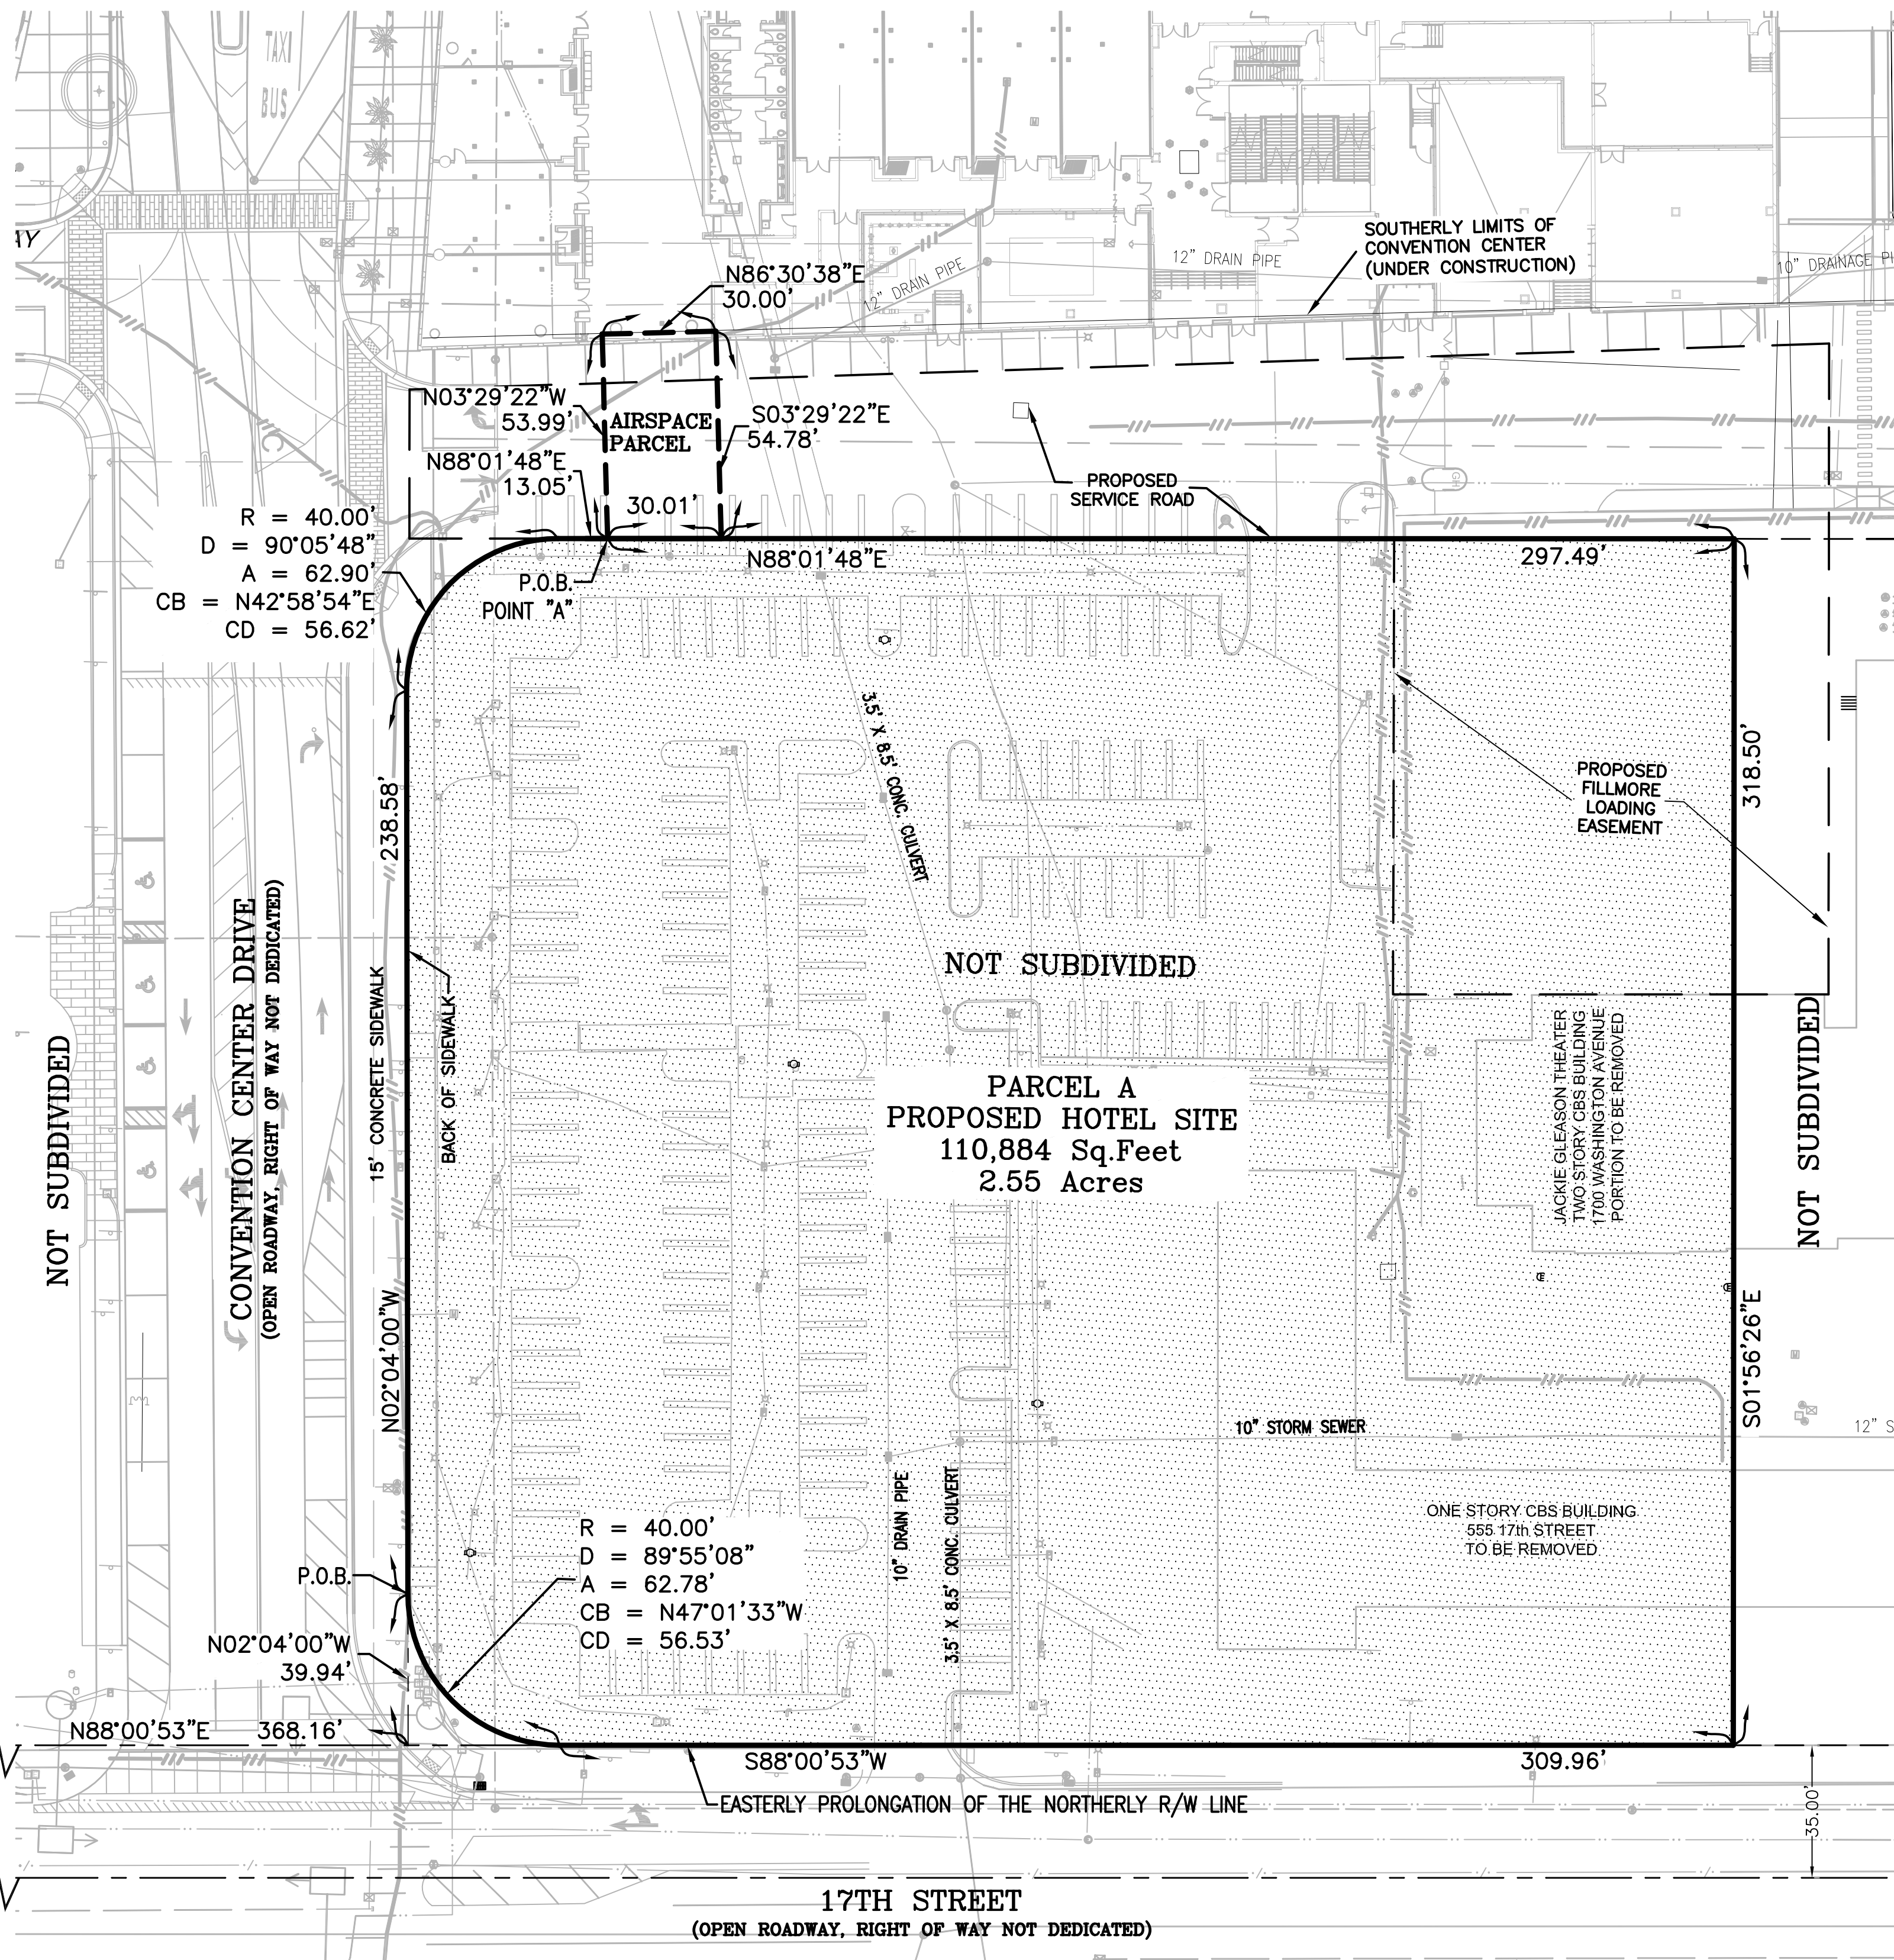 TAXI
BUS
AY
SOUTHERLY LIMITS OF
CONVENTION CENTER
(UNDER CONSTRUCTION)
12" DRAIN PIPE
12" DRAIN PIPE
10" DRAINAGE PI
N86°30'38"E
30.00'
N03°29'22"W
53.99'
AIRSPACE
PARCEL
S03°29'22"E
54.78'
N88°01'48"E
13.05'
30.01'
PROPOSED
SERVICE ROAD
R = 40.00'
D = 90°05'48"
A = 62.90'
CB = N42°58'54"E
CD = 56.62'
P.O.B.
POINT "A"
N88°01'48"E
297.49'
3.5' X 8.5' CONC. CULVERT
PROPOSED
FILLMORE
LOADING
EASEMENT
318.50'
238.58'
NOT SUBDIVIDED
CONVENTION CENTER DRIVE
(OPEN ROADWAY, RIGHT OF WAY NOT DEDICATED)
15' CONCRETE SIDEWALK
BACK OF SIDEWALK
NOT SUBDIVIDED
NOT SUBDIVIDED
PARCEL A
PROPOSED HOTEL SITE
110,884 Sq.Feet
2.55 Acres
JACKIE GLEASON THEATER
TWO STORY CBS BUILDING
1700 WASHINGTON AVENUE
PORTION TO BE REMOVED
N02°04'00"W
S01°56'26"E
10" STORM SEWER
12" S
10" DRAIN PIPE
3.5' X 8.5' CONC. CULVERT
ONE STORY CBS BUILDING
555 17th STREET
TO BE REMOVED
R = 40.00'
D = 89°55'08"
A = 62.78'
CB = N47°01'33"W
CD = 56.53'
P.O.B.
N02°04'00"W
39.94'
N88°00'53"E 368.16'
S88°00'53"W
309.96'
EASTERLY PROLONGATION OF THE NORTHERLY R/W LINE
35.00'
17TH STREET
(OPEN ROADWAY, RIGHT OF WAY NOT DEDICATED)